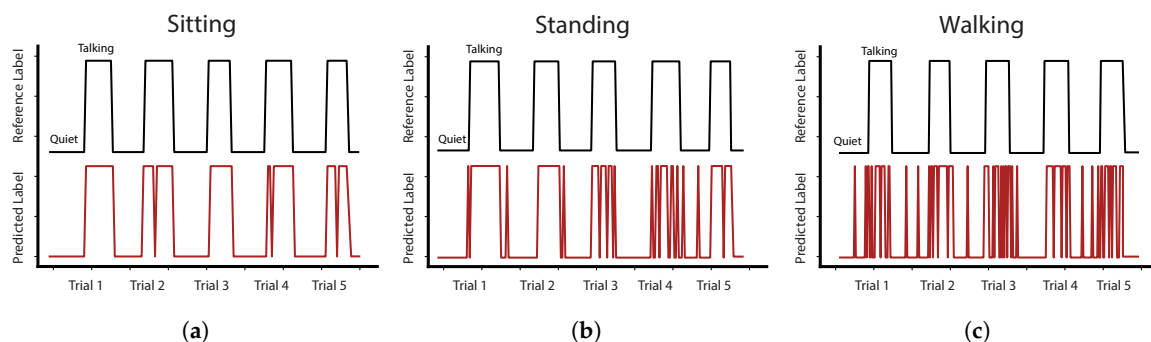 Sitting
Talking
Quiet
Reference Label
Predicted Label
Trial 1 Trial 2 Trial 3 Trial 4 Trial 5
(a)
Standing
Talking
Quiet
Reference Label
Predicted Label
Trial 1 Trial 2 Trial 3 Trial 4 Trial 5
(b)
Walking
Talking
Quiet
Reference Label
Predicted Label
Trial 1 Trial 2 Trial 3 Trial 4 Trial 5
(c)